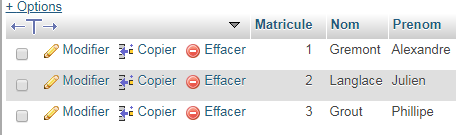 + Options
Matricule Nom Prenom
Modifier Copier Effacer 1 Gremont Alexandre
Modifier Copier Effacer 2 Langlace Julien
Modifier Copier Effacer 3 Grout Phillipe